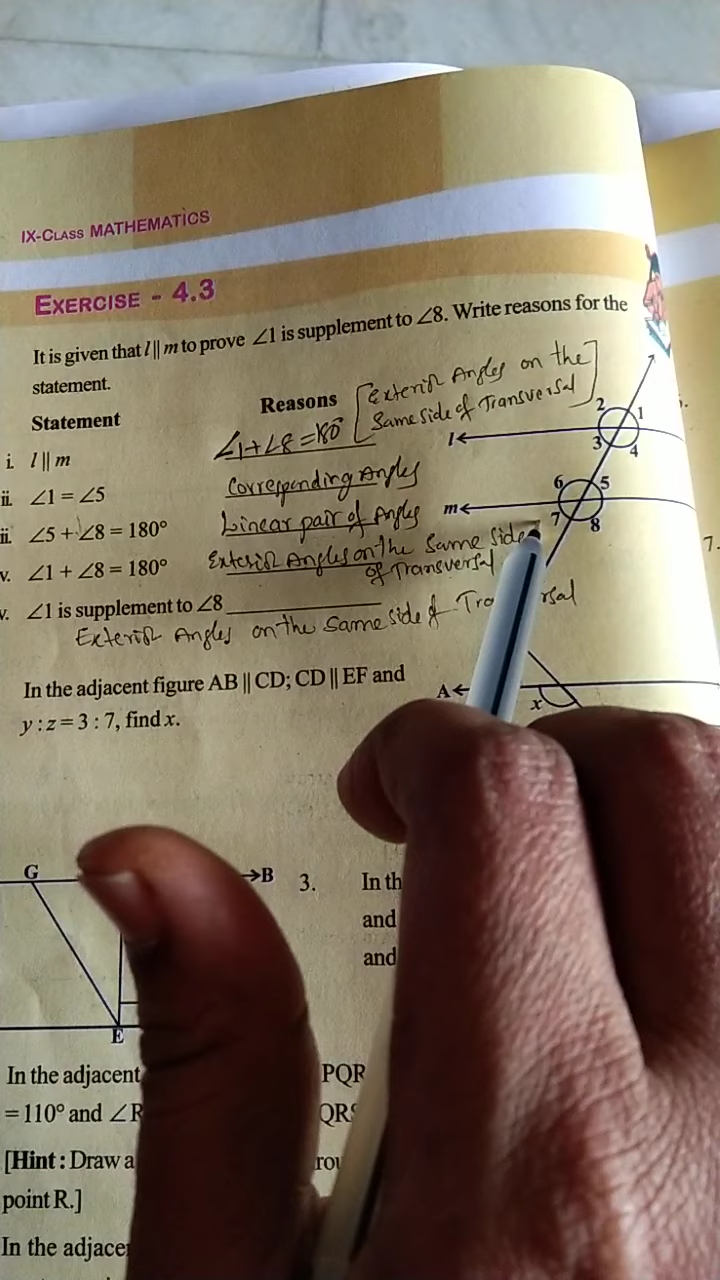 IX-CLASS MATHEMATICS
EXERCISE - 4.3
It is given that l || m to prove ∠1 is supplement to ∠8. Write reasons for the
statement.
Statement
Reasons
[Exterior Angles on the
Same side of Transversal]
i. l || m
∠1+∠8=180°
ii. ∠1 = ∠5
Corresponding Angles
ii. ∠5 + ∠8 = 180°
Linear pair of Angles
v. ∠1 + ∠8 = 180°
Exterior Angles on the Same side
of Transversal
v. ∠1 is supplement to ∠8
Exterior Angles on the Same side of Tra rsal
l
m
2
1
3
4
6
5
7
8
7.
In the adjacent figure AB || CD; CD || EF and
y : z = 3 : 7, find x.
A
x
G
B
E
3. In th
and
and
In the adjacent PQR
= 110° and ∠R QRS
[Hint : Draw a rou
point R.]
In the adjace